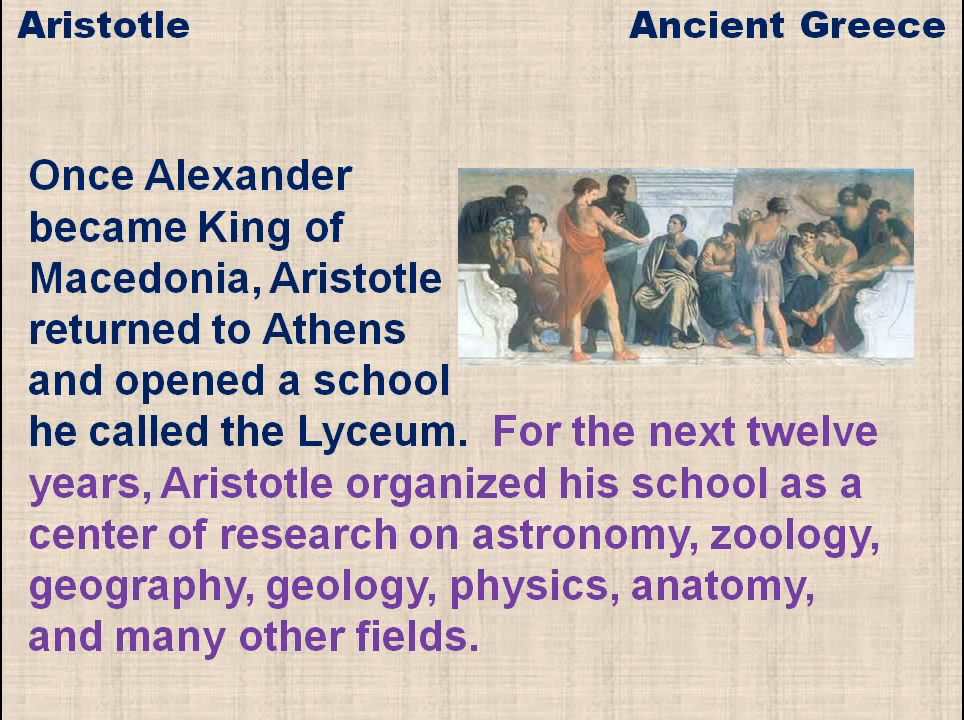 Aristotle Ancient Greece
Once Alexander
became King of
Macedonia, Aristotle
returned to Athens
and opened a school
he called the Lyceum. For the next twelve
years, Aristotle organized his school as a
center of research on astronomy, zoology,
geography, geology, physics, anatomy,
and many other fields.